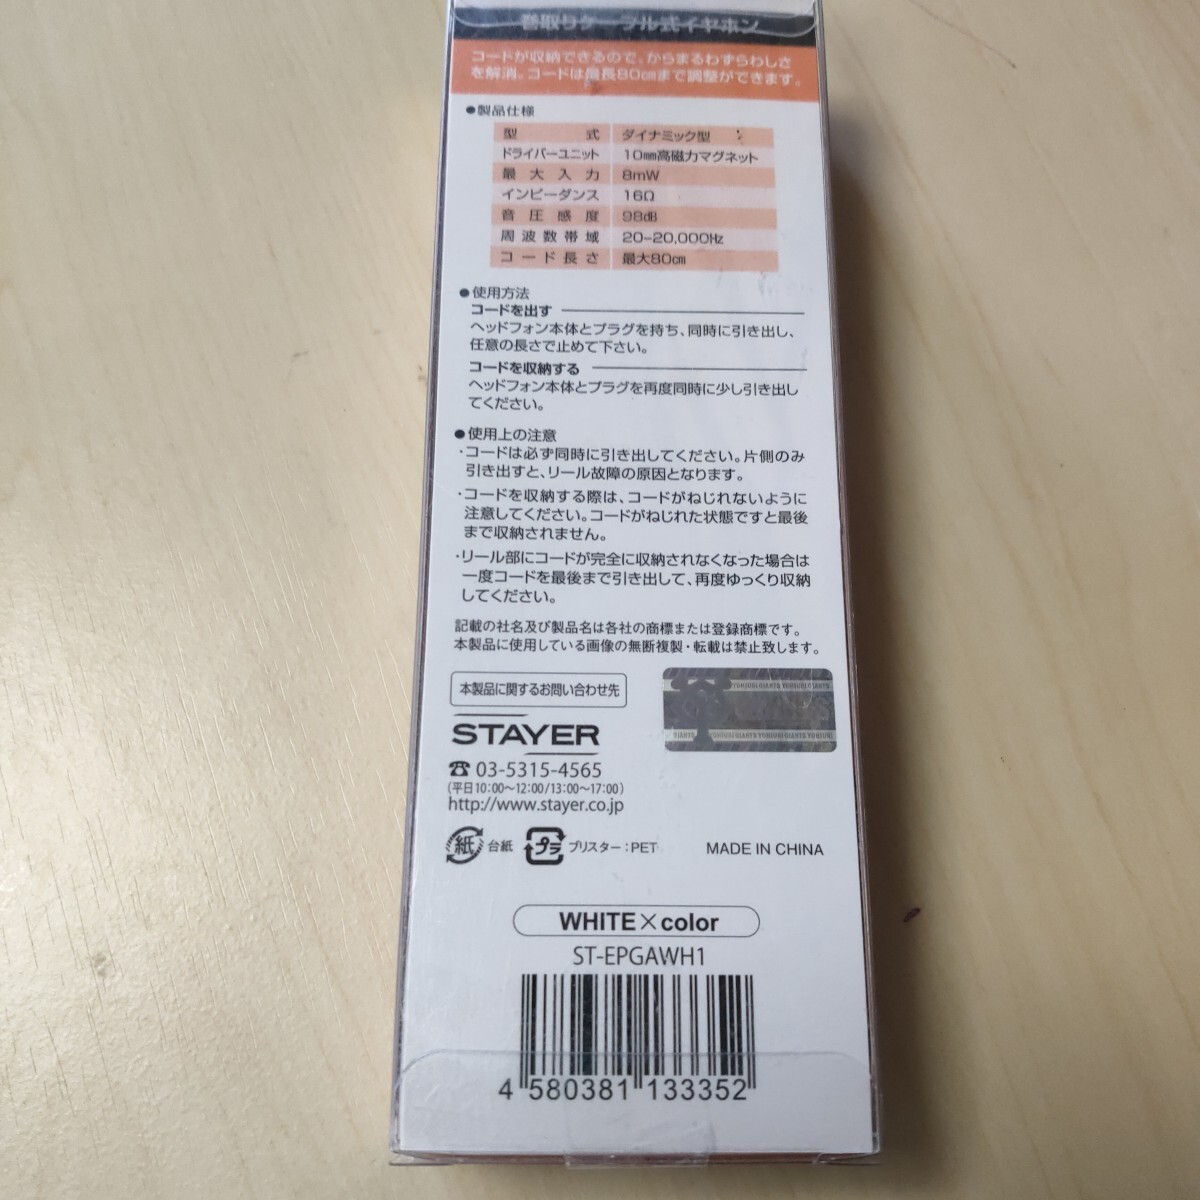 巻取りケーブル式イヤホン
コードが収納できるので、からまるわずらわしさ
を解消。コードは最長80cmまで調整ができます。
●製品仕様
型式 ダイナミック型
ドライバーユニット 10mm高磁力マグネット
最大入力 8mW
インピーダンス 16Ω
音圧感度 98dB
周波数帯域 20-20,000Hz
コード長さ 最大80cm
●使用方法
コードを出す
ヘッドフォン本体とプラグを持ち、同時に引き出し、
任意の長さで止めて下さい。
コードを収納する
ヘッドフォン本体とプラグを再度同時に少し引き出し
てください。
●使用上の注意
・コードは必ず同時に引き出してください。片側のみ
引き出すと、リール故障の原因となります。
・コードを収納する際は、コードがねじれないように
注意してください。コードがねじれた状態ですと最後
まで収納されません。
・リール部にコードが完全に収納されなくなった場合は
一度コードを最後まで引き出して、再度ゆっくり収納
してください。
記載の社名及び製品名は各社の商標または登録商標です。
本製品に使用している画像の無断複製・転載は禁止致します。
本製品に関するお問い合わせ先
STAYER
☎ 03-5315-4565
(平日10:00〜12:00/13:00〜17:00)
http://www.stayer.co.jp
YOMIURI GIANTS YOMIURI GIANTS
GIANTS YOMIURI GIANTS YOMIURI
紙 台紙 プラ ブリスター：PET
MADE IN CHINA
WHITE×color
ST-EPGAWH1
4 580381 133352